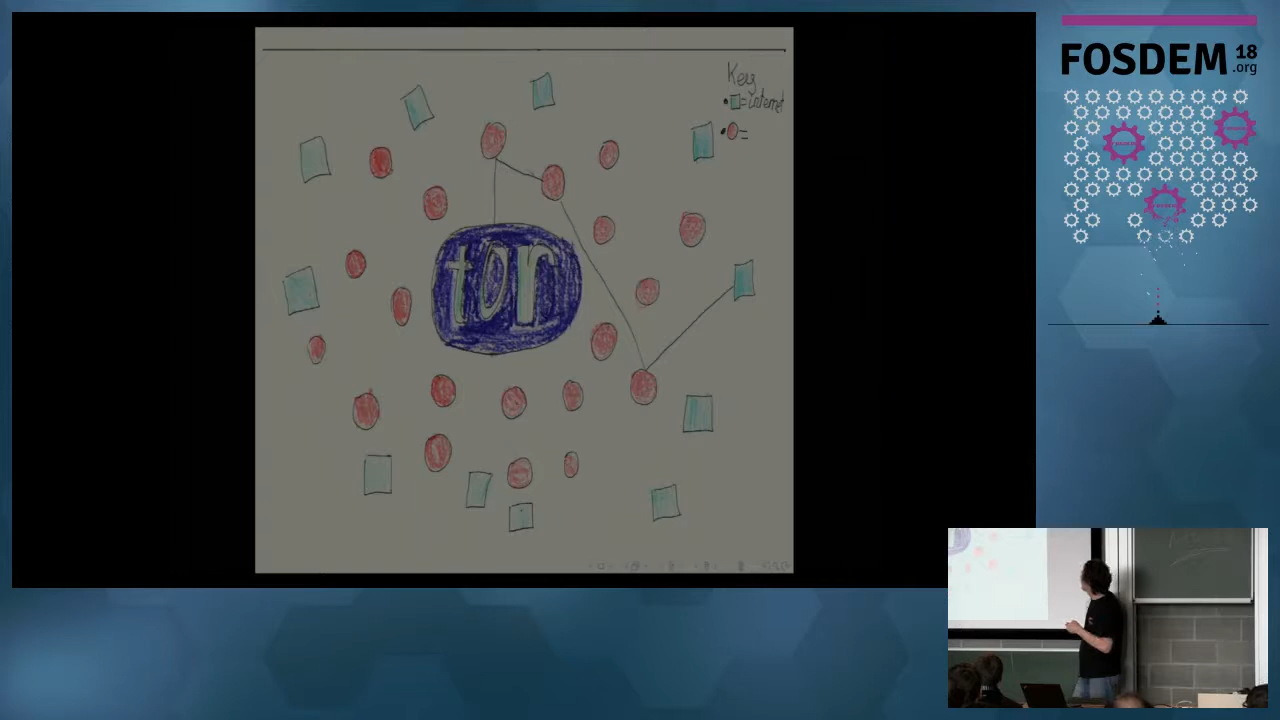 Key
• = internet
• =
tor
FOSDEM 18
.org